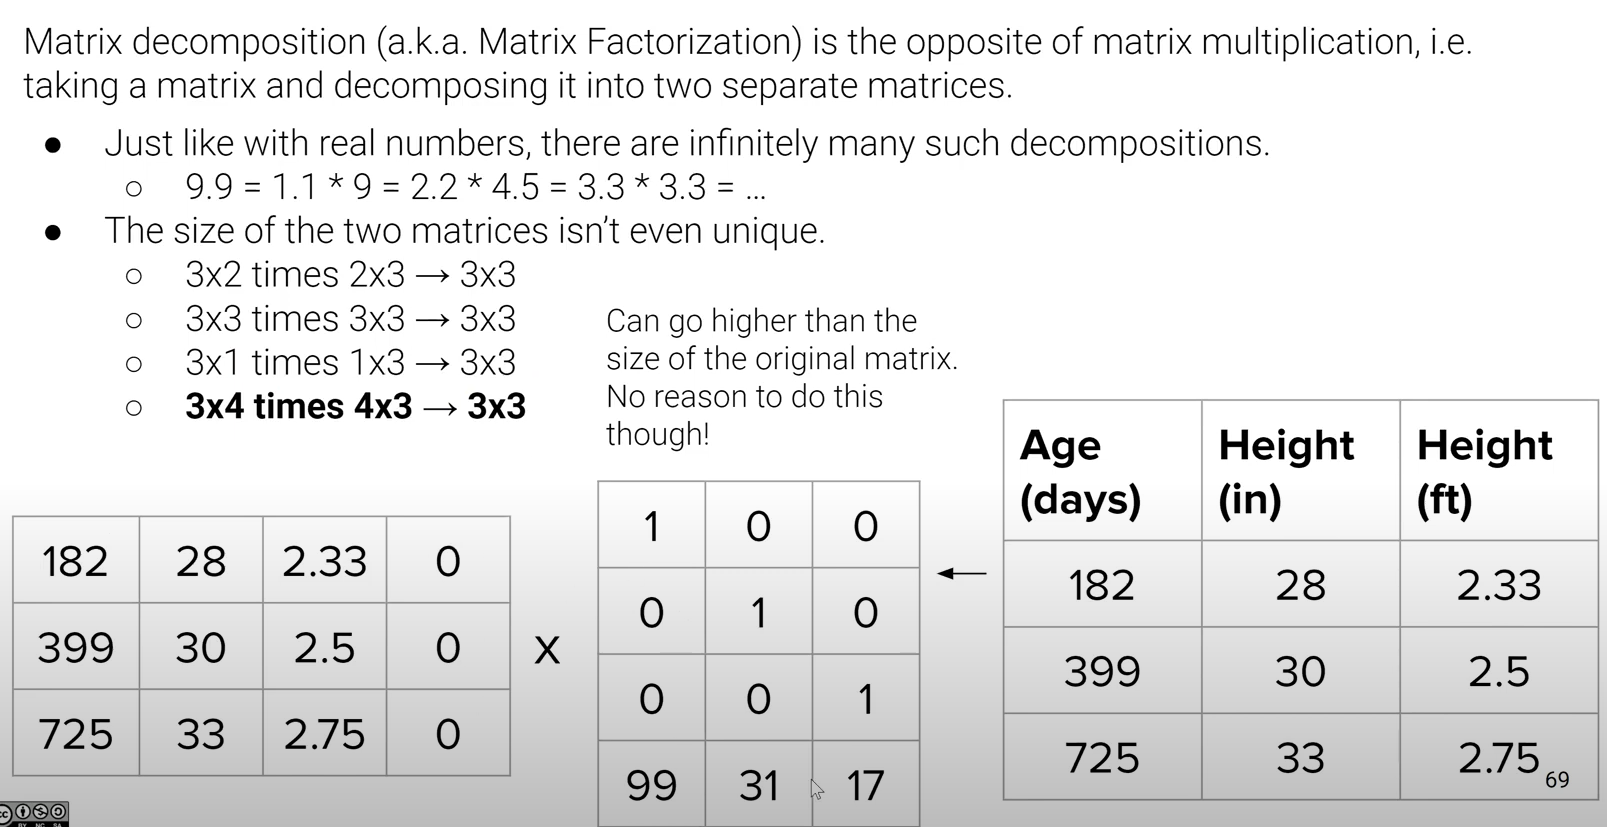 Matrix decomposition (a.k.a. Matrix Factorization) is the opposite of matrix multiplication, i.e.
taking a matrix and decomposing it into two separate matrices.
● Just like with real numbers, there are infinitely many such decompositions.
○ 9.9 = 1.1 * 9 = 2.2 * 4.5 = 3.3 * 3.3 = ...
● The size of the two matrices isn't even unique.
○ 3x2 times 2x3 → 3x3
○ 3x3 times 3x3 → 3x3
○ 3x1 times 1x3 → 3x3
○ 3x4 times 4x3 → 3x3
Can go higher than the
size of the original matrix.
No reason to do this
though!
182 28 2.33 0
399 30 2.5 0
725 33 2.75 0
x
1 0 0
0 1 0
0 0 1
99 31 17
←
Age (days) Height (in) Height (ft)
182 28 2.33
399 30 2.5
725 33 2.75
69
cc
BY NC SA